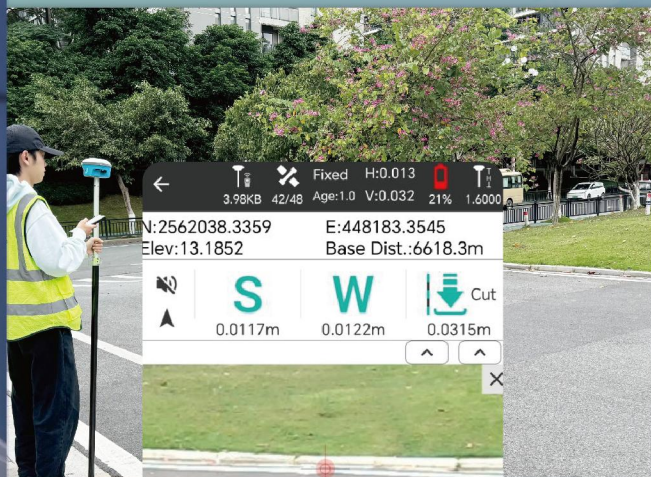 Fixed H:0.013
3.98KB 42/48 Age:1.0 V:0.032 21% 1.6000
N:2562038.3359 E:448183.3545
Elev:13.1852 Base Dist.:6618.3m
S W Cut
0.0117m 0.0122m 0.0315m